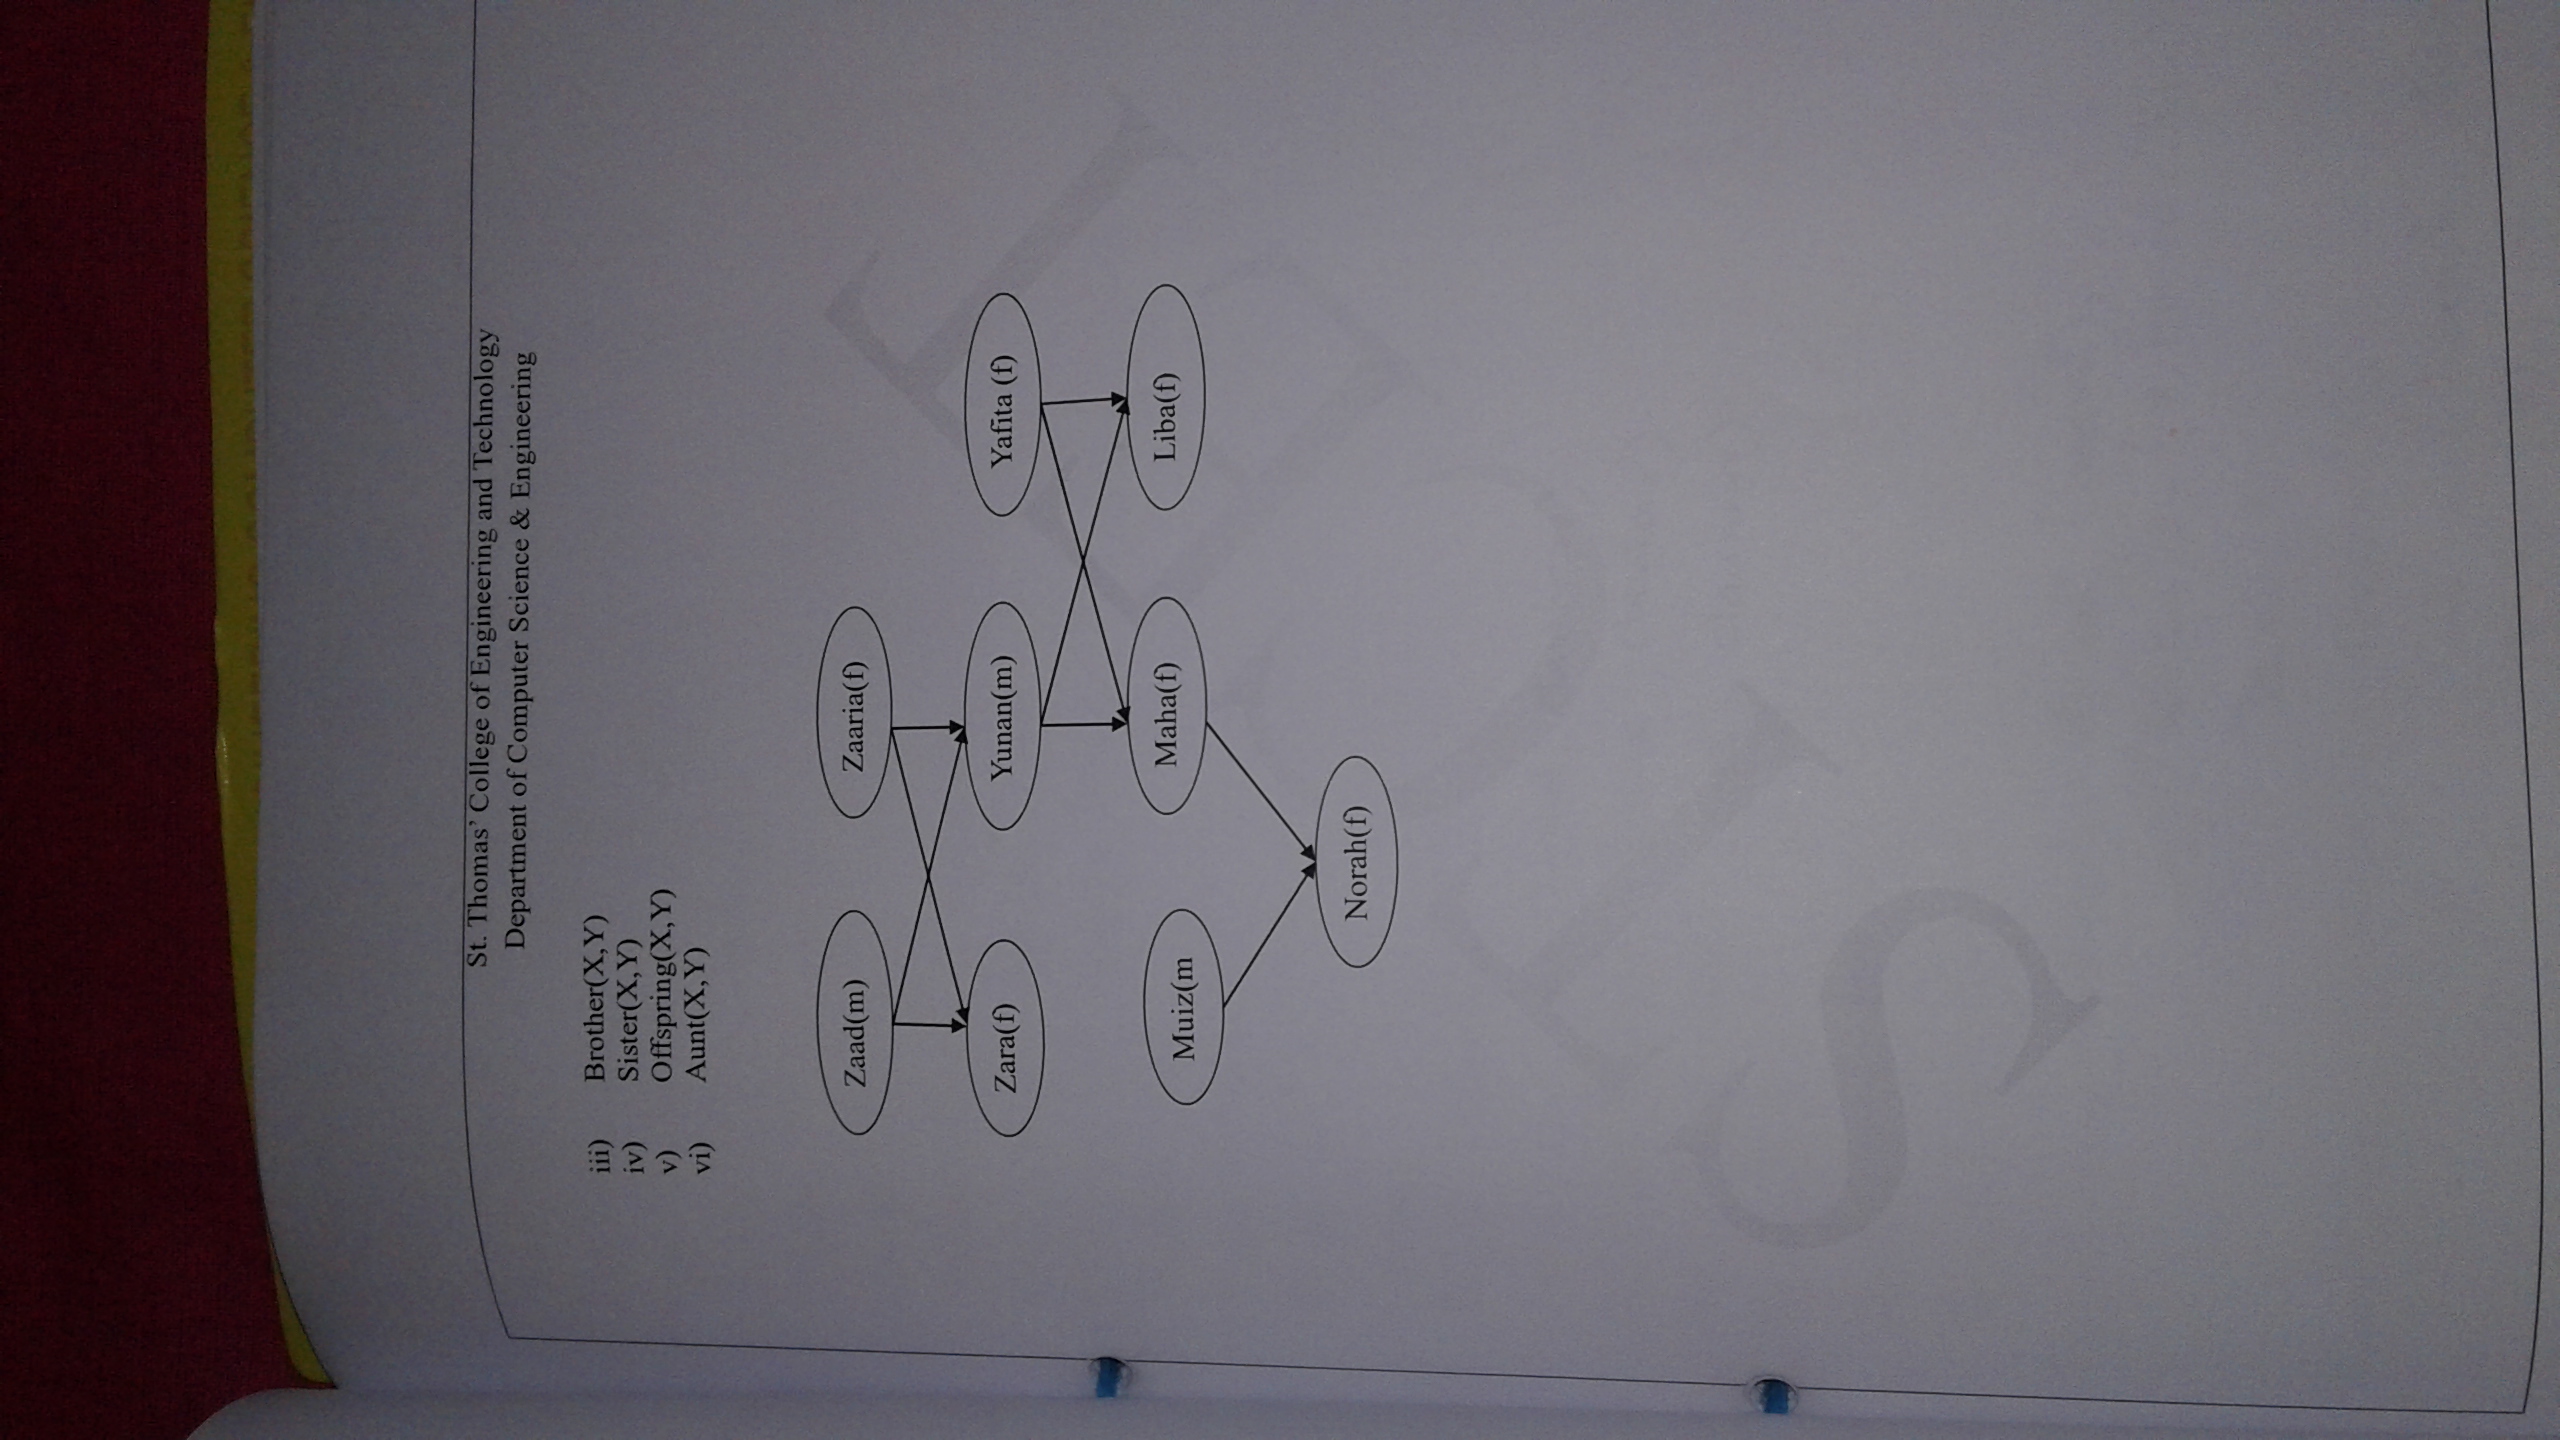 St. Thomas’ College of Engineering and Technology
Department of Computer Science & Engineering
iii) Brother(X,Y)
iv) Sister(X,Y)
v) Offspring(X,Y)
vi) Aunt(X,Y)
Zaad(m) Zaaria(f)
Zara(f) Yunan(m) Yafita (f)
Muiz(m Maha(f) Liba(f)
Norah(f)